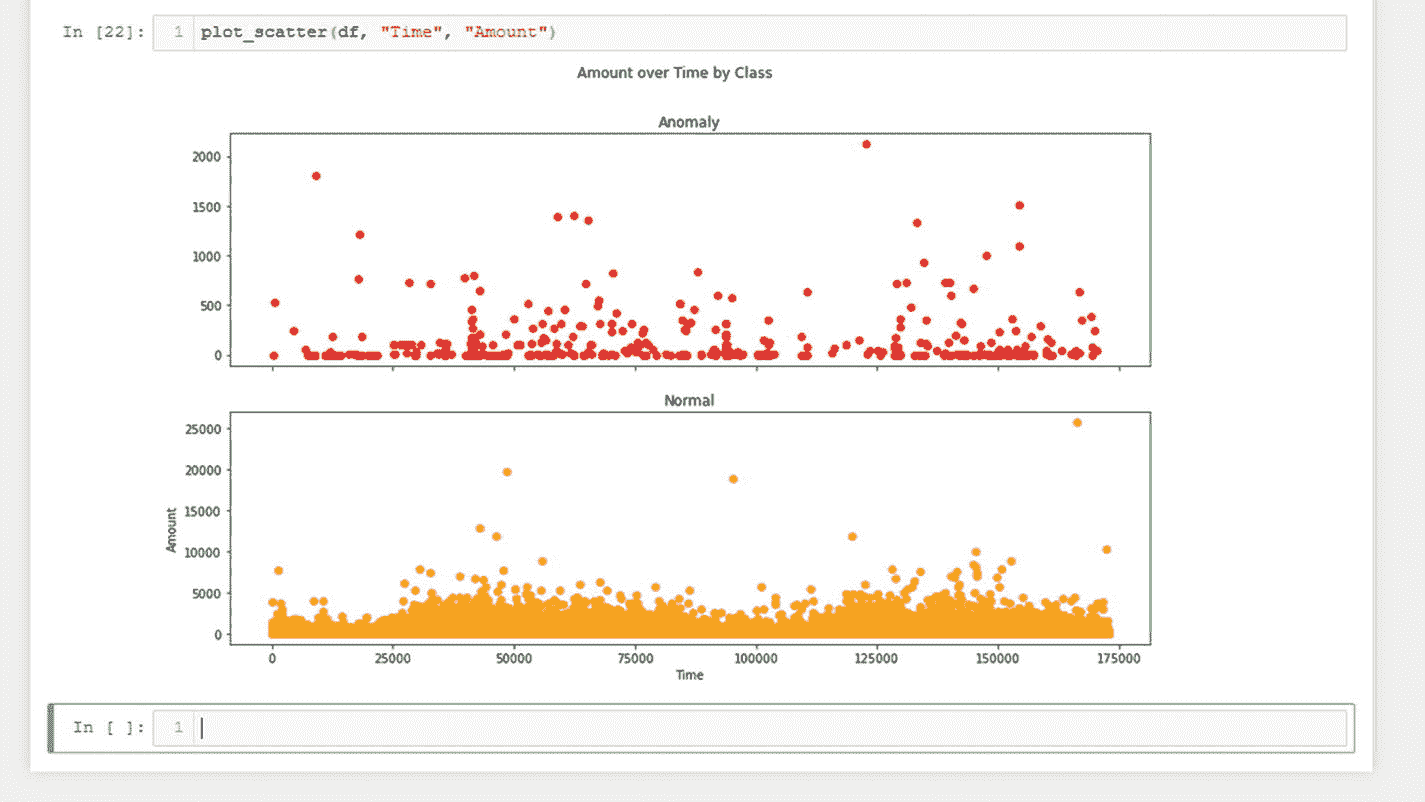 In [22]: 1 plot_scatter(df, "Time", "Amount")
Amount over Time by Class
Anomaly
2000
1500
1000
500
0
Normal
25000
20000
15000
10000
5000
0
Amount
0 25000 50000 75000 100000 125000 150000 175000
Time
In [ ]: 1